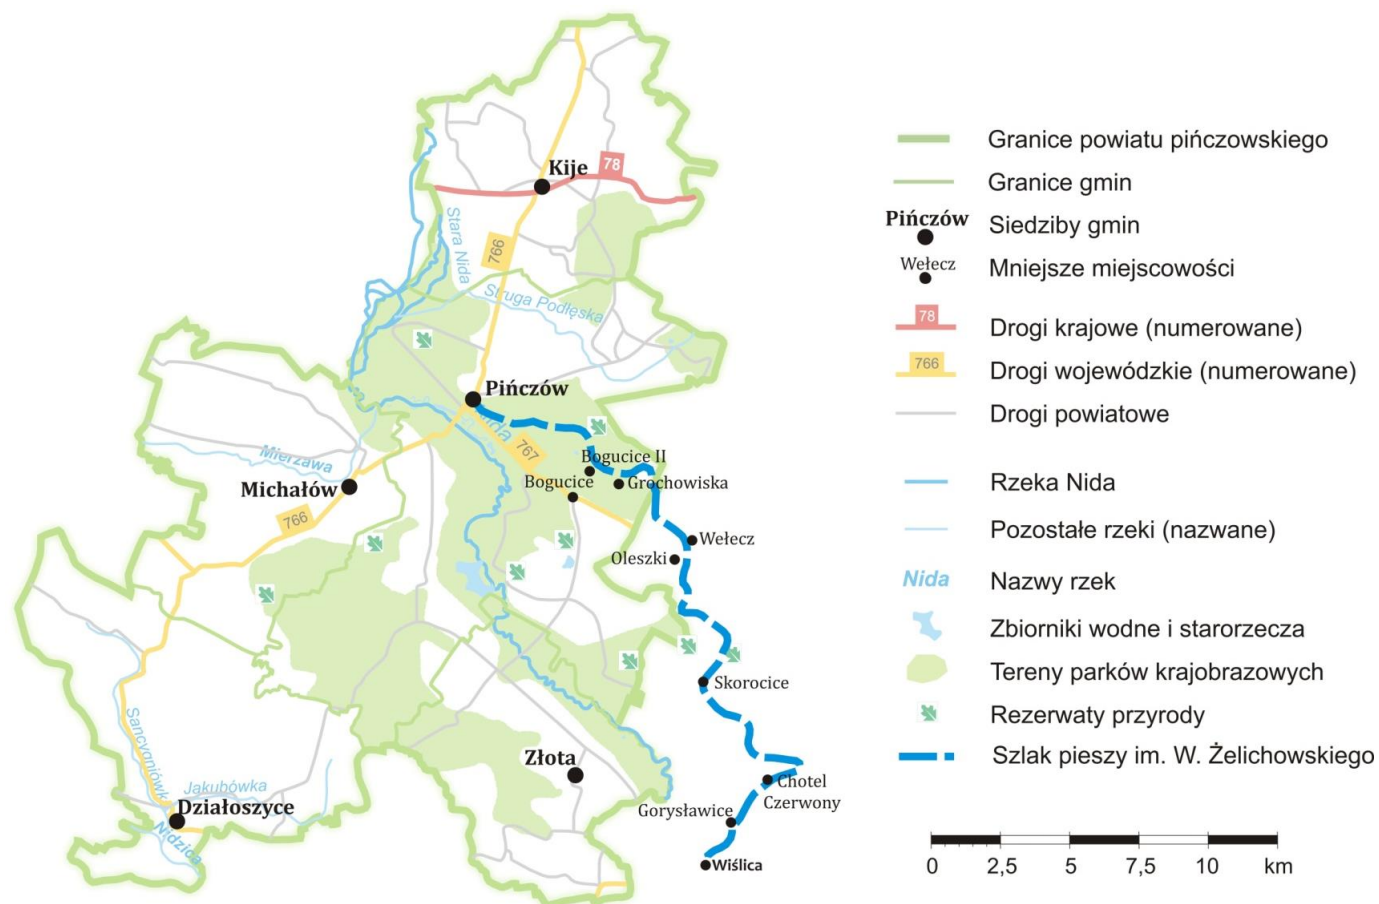 Kije
78
Stara Nida
766
Struga Podłęska
Pińczów
Nida
767
Bogucice II
Bogucice
Grochowiska
Mierzawa
Michałów
766
Wełecz
Oleszki
Skorocice
Sancygniówk
Złota
Chotel
Czerwony
Jakubówka
Działoszyce
Gorysławice
Nidzica
Wiślica
Granice powiatu pińczowskiego
Granice gmin
Pińczów
Siedziby gmin
Wełecz
Mniejsze miejscowości
78
Drogi krajowe (numerowane)
766
Drogi wojewódzkie (numerowane)
Drogi powiatowe
Rzeka Nida
Pozostałe rzeki (nazwane)
Nida
Nazwy rzek
Zbiorniki wodne i starorzecza
Tereny parków krajobrazowych
Rezerwaty przyrody
Szlak pieszy im. W. Żelichowskiego
0 2,5 5 7,5 10 km